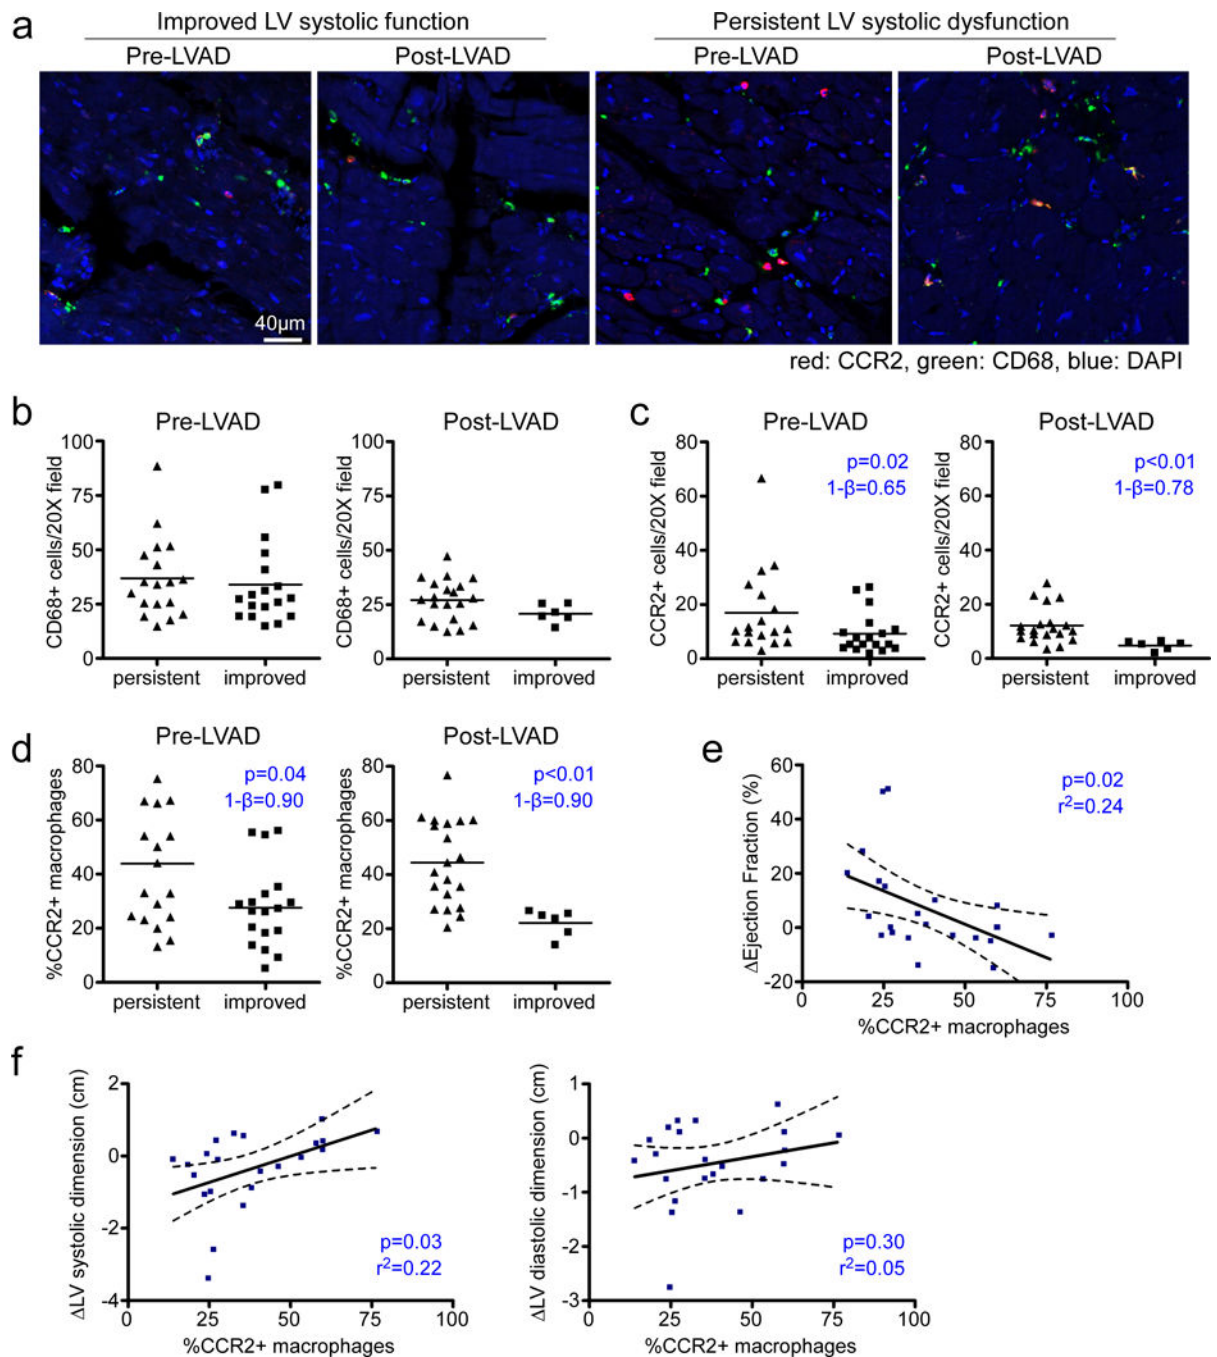 a
Improved LV systolic function
Persistent LV systolic dysfunction
Pre-LVAD
Post-LVAD
Pre-LVAD
Post-LVAD
40µm
red: CCR2, green: CD68, blue: DAPI
b
Pre-LVAD
Post-LVAD
CD68+ cells/20X field
100
75
50
25
0
persistent
improved
CD68+ cells/20X field
100
75
50
25
0
persistent
improved
c
Pre-LVAD
Post-LVAD
CCR2+ cells/20X field
80
60
40
20
0
p=0.02
1-β=0.65
persistent
improved
CCR2+ cells/20X field
80
60
40
20
0
p<0.01
1-β=0.78
persistent
improved
d
Pre-LVAD
Post-LVAD
%CCR2+ macrophages
80
60
40
20
0
p=0.04
1-β=0.90
persistent
improved
%CCR2+ macrophages
80
60
40
20
0
p<0.01
1-β=0.90
persistent
improved
e
ΔEjection Fraction (%)
60
40
20
0
-20
p=0.02
r²=0.24
0
25
50
75
100
%CCR2+ macrophages
f
ΔLV systolic dimension (cm)
2
0
-2
-4
p=0.03
r²=0.22
0
25
50
75
100
%CCR2+ macrophages
ΔLV diastolic dimension (cm)
1
0
-1
-2
-3
p=0.30
r²=0.05
0
25
50
75
100
%CCR2+ macrophages